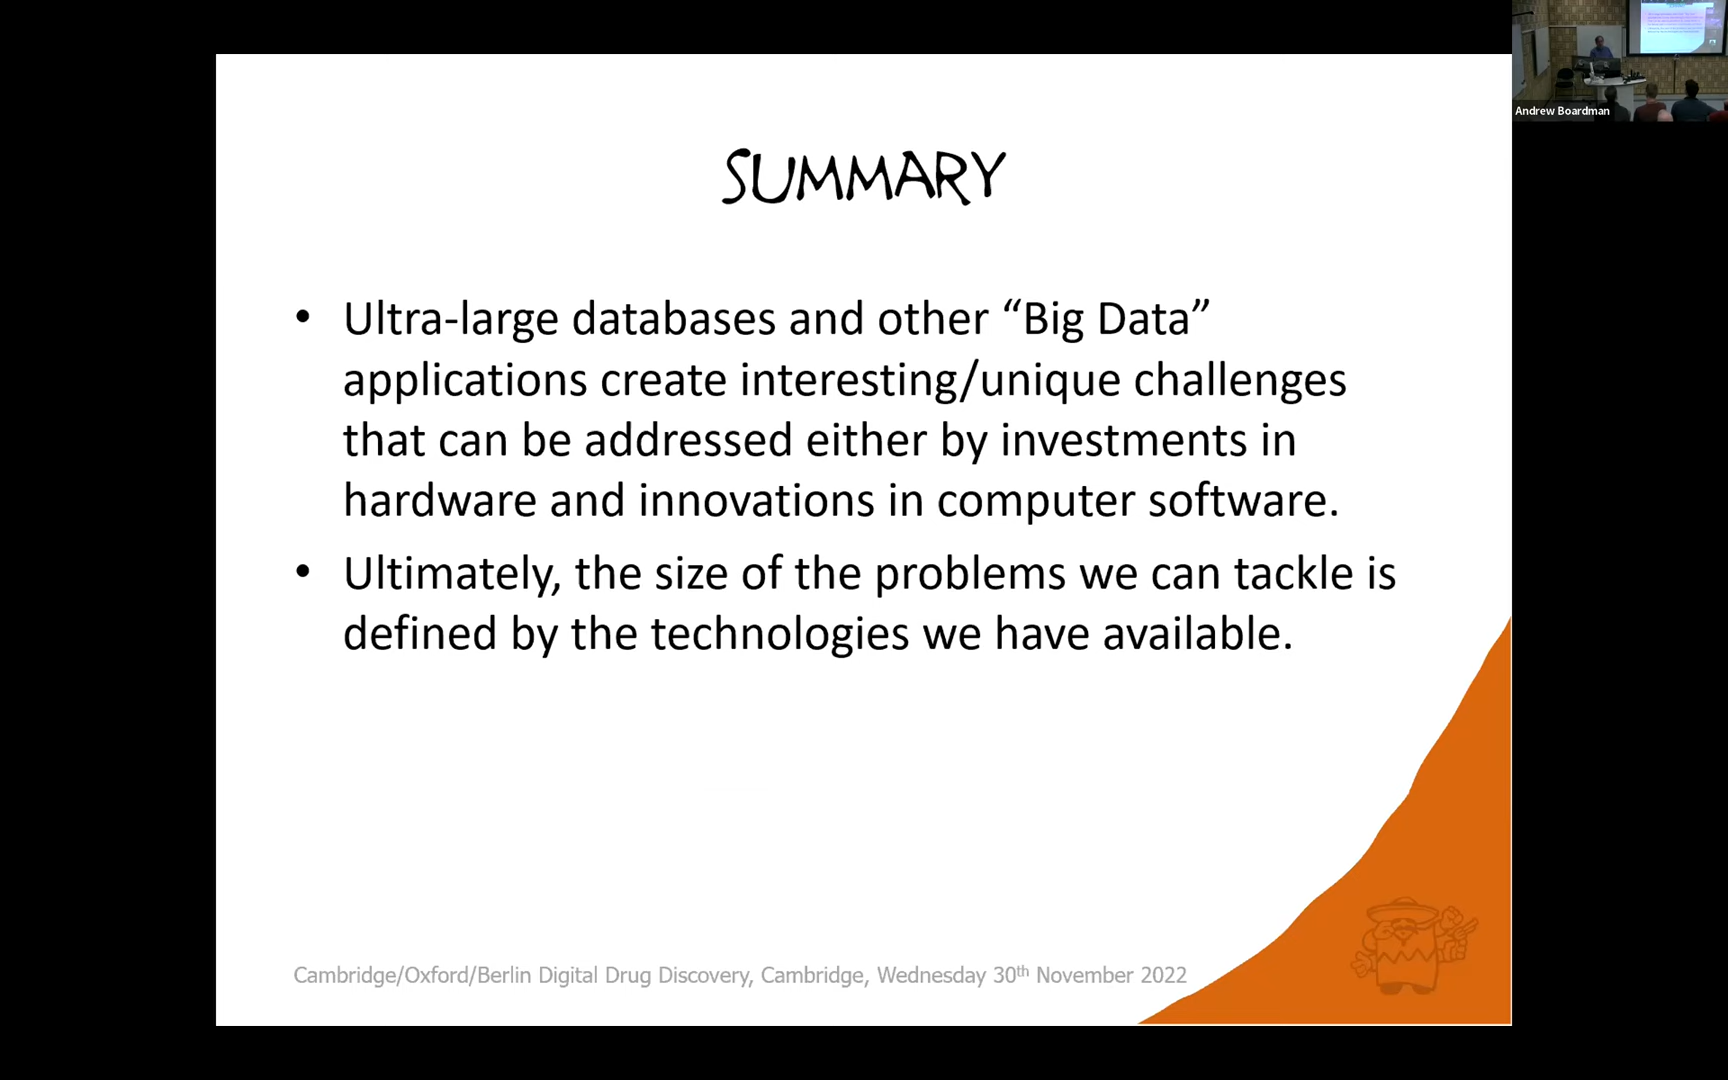 Andrew Boardman
SUMMARY
• Ultra-large databases and other “Big Data”
applications create interesting/unique challenges
that can be addressed either by investments in
hardware and innovations in computer software.
• Ultimately, the size of the problems we can tackle is
defined by the technologies we have available.
Cambridge/Oxford/Berlin Digital Drug Discovery, Cambridge, Wednesday 30th November 2022